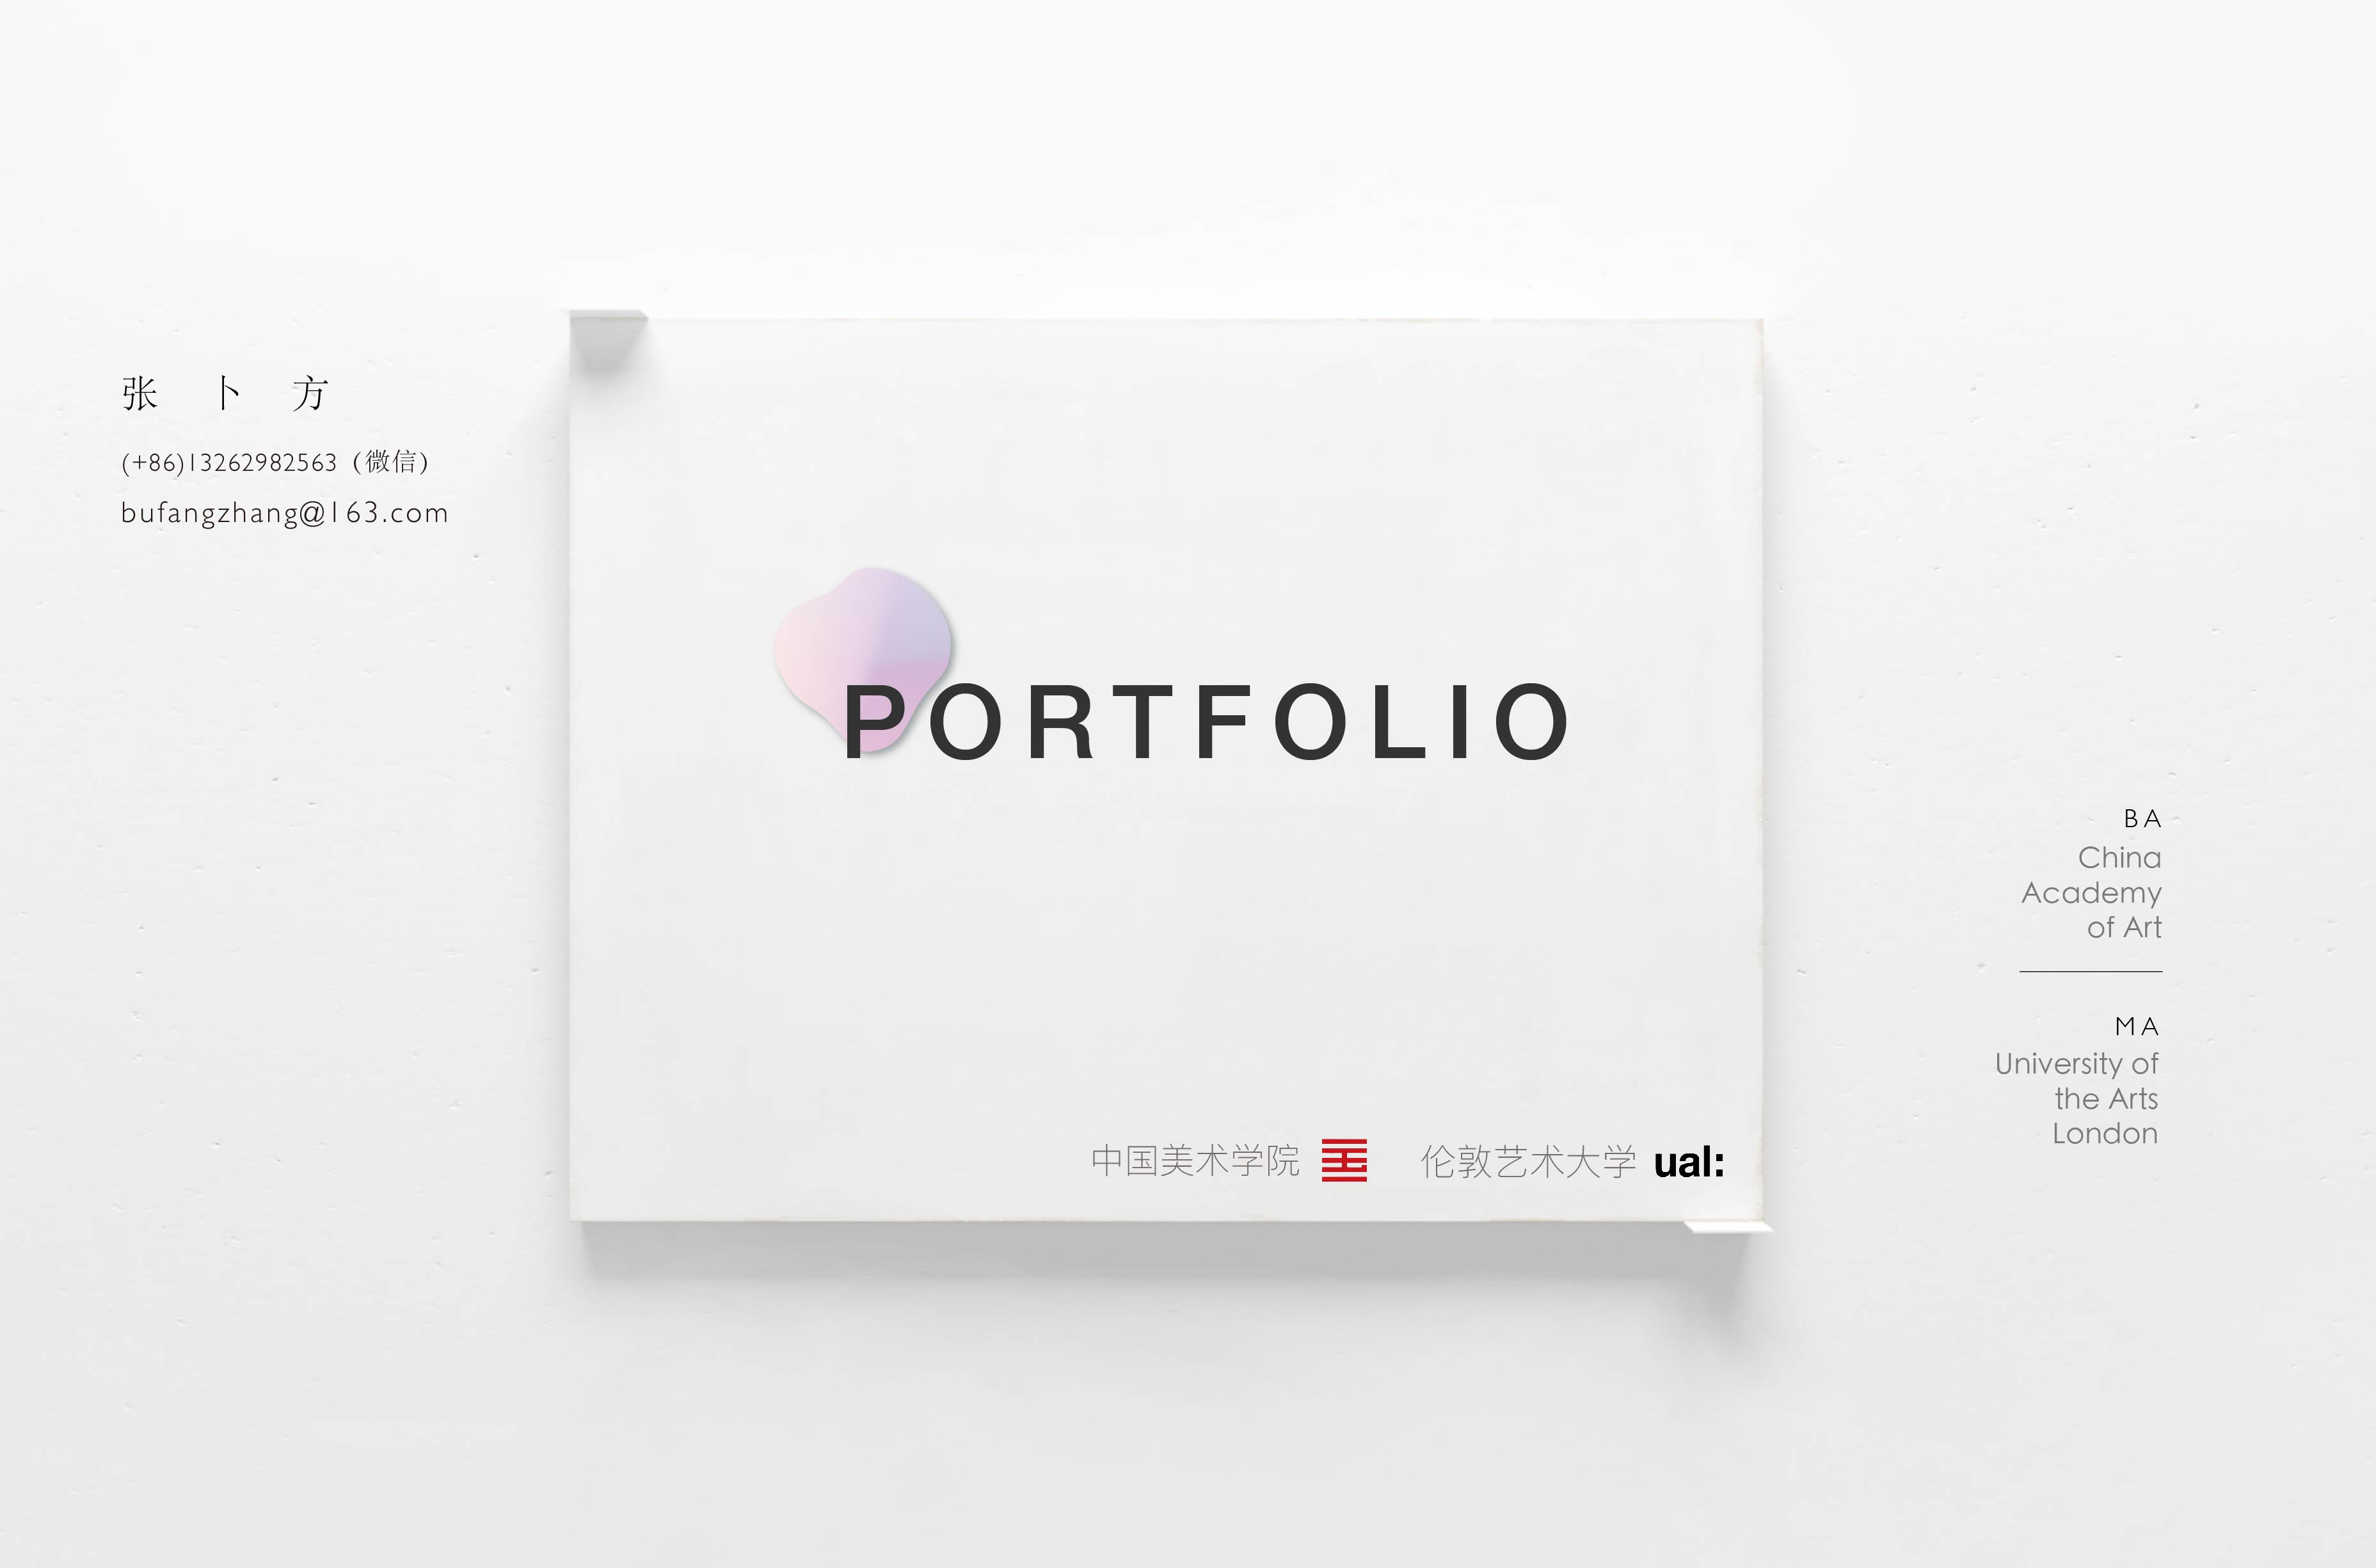 张 卜 方
(+86)13262982563（微信）
bufangzhang@163.com
PORTFOLIO
中国美术学院 伦敦艺术大学 ual:
BA
China
Academy
of Art
MA
University of
the Arts
London